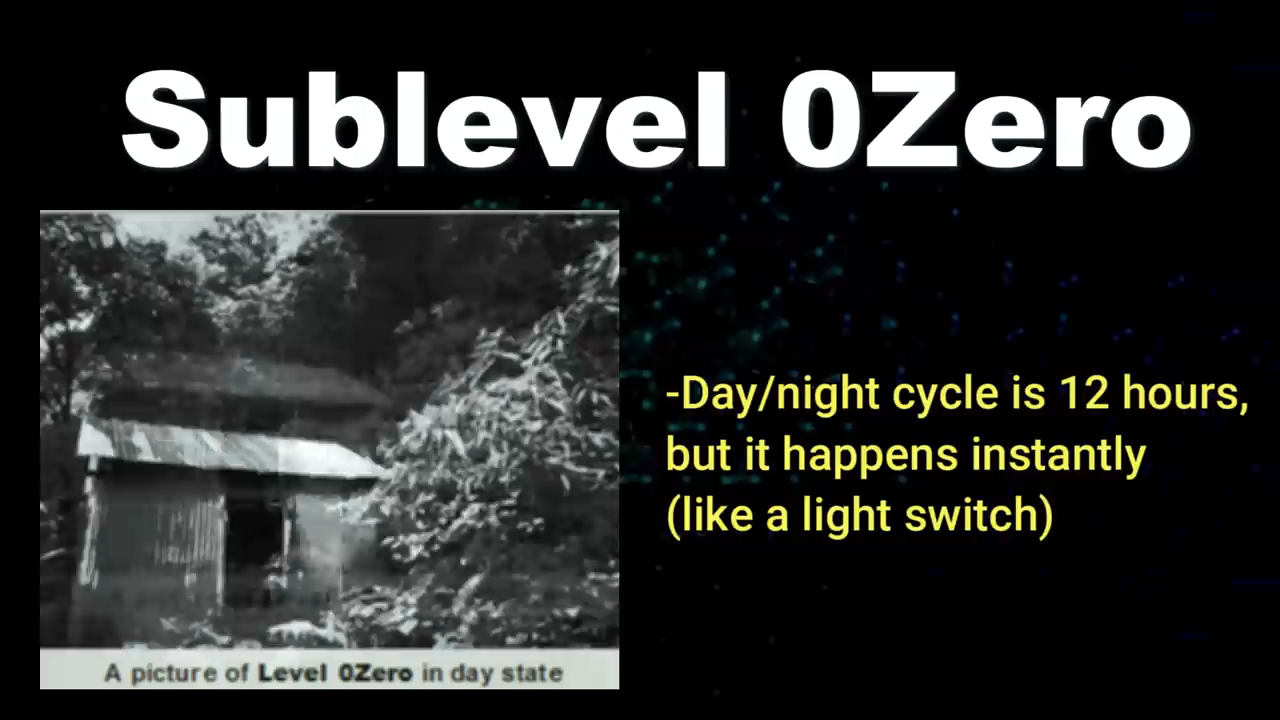 Sublevel 0Zero
-Day/night cycle is 12 hours,
but it happens instantly
(like a light switch)
A picture of Level 0Zero in day state